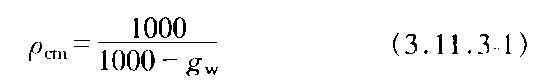 ρcm = 1000 / (1000 − gw) (3.11.3-1)